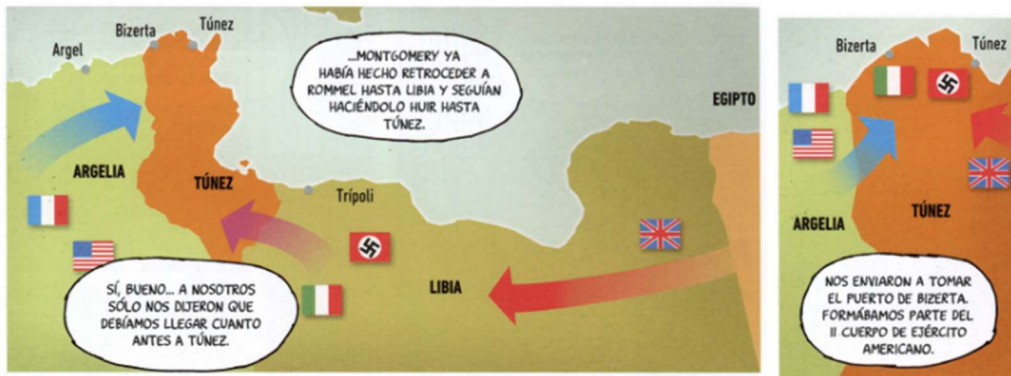 Argel
Bizerta
Túnez
...MONTGOMERY YA
HABÍA HECHO RETROCEDER A
ROMMEL HASTA LIBIA Y SEGUÍAN
HACIÉNDOLO HUIR HASTA
TÚNEZ.
EGIPTO
ARGELIA
TÚNEZ
Trípoli
LIBIA
SÍ, BUENO... A NOSOTROS
SÓLO NOS DIJERON QUE
DEBÍAMOS LLEGAR CUANTO
ANTES A TÚNEZ.
Bizerta
Túnez
ARGELIA
TÚNEZ
NOS ENVIARON A TOMAR
EL PUERTO DE BIZERTA.
FORMÁBAMOS PARTE DEL
II CUERPO DE EJÉRCITO
AMERICANO.